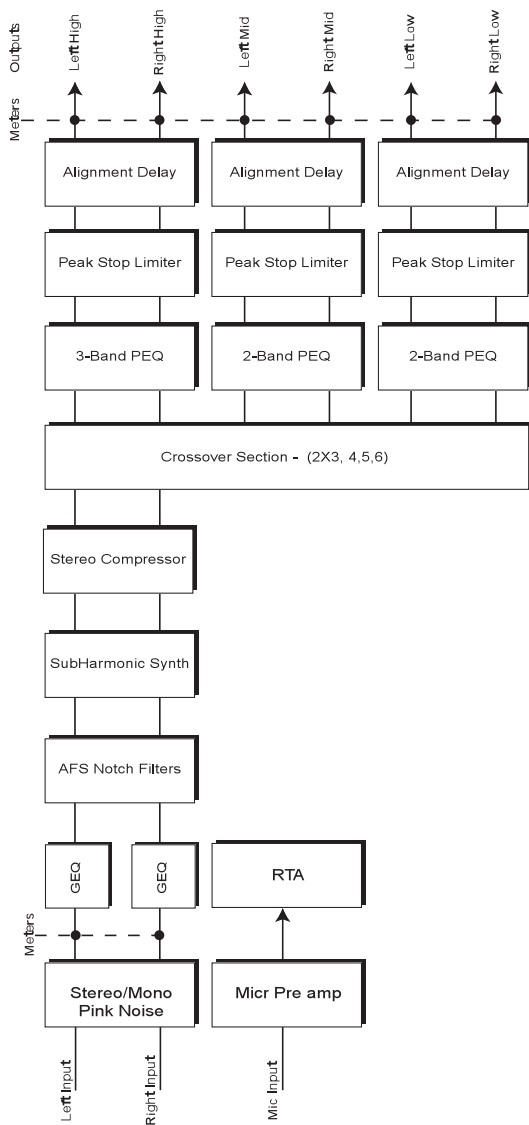 Outputs
Left High
Right High
Left Mid
Right Mid
Left Low
Right Low
Meters
Alignment Delay
Alignment Delay
Alignment Delay
Peak Stop Limiter
Peak Stop Limiter
Peak Stop Limiter
3-Band PEQ
2-Band PEQ
2-Band PEQ
Crossover Section - (2X3, 4,5,6)
Stereo Compressor
SubHarmonic Synth
AFS Notch Filters
GEQ
GEQ
RTA
Meters
Stereo/Mono
Pink Noise
Micr Pre amp
Left Input
Right Input
Mic Input